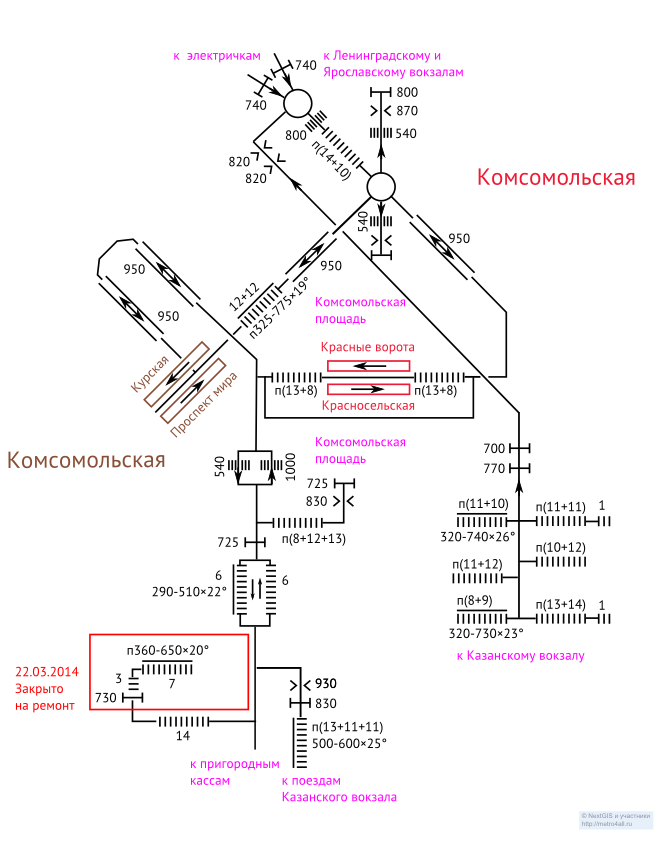 к электричкам
к Ленинградскому и
Ярославскому вокзалам
740
740
800
870
540
800
п(14+10)
820
820
Комсомольская
540
950
950
950
950
12+12
п325-775×19°
Комсомольская
площадь
Красные ворота
Курская
Проспект мира
п(13+8)
п(13+8)
Красносельская
Комсомольская
площадь
Комсомольская
540
1000
725
830
700
770
п(11+10)
п(11+11)
1
320-740×26°
725
п(8+12+13)
п(10+12)
п(11+12)
6
6
290-510×22°
п(8+9)
п(13+14)
1
320-730×23°
к Казанскому вокзалу
22.03.2014
Закрыто
на ремонт
п360-650×20°
3
7
730
14
930
830
п(13+11+11)
500-600×25°
к пригородным
кассам
к поездам
Казанского вокзала
© NextGIS и участники
http://metro4all.ru